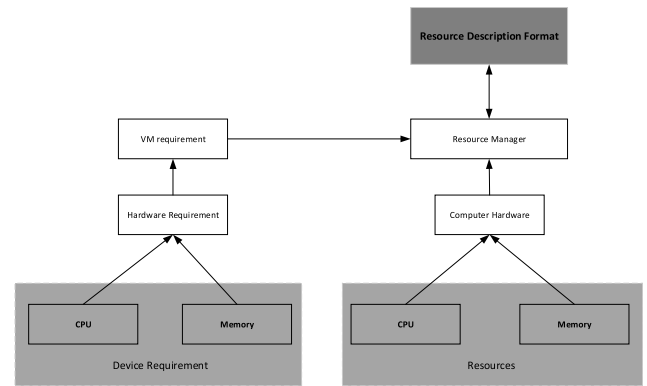 Resource Description Format
VM requirement
Resource Manager
Hardware Requirement
Computer Hardware
CPU
Memory
CPU
Memory
Device Requirement
Resources